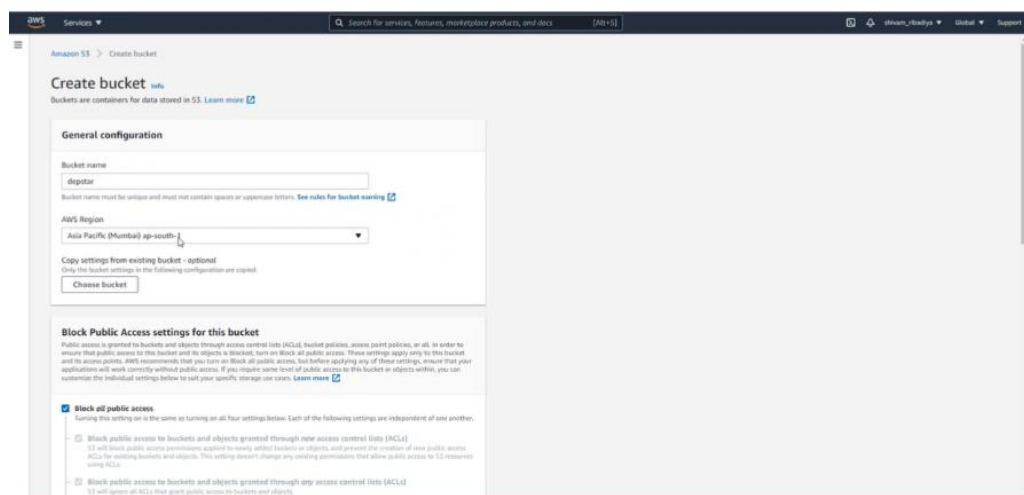 aws Services ▼ Search for services, features, marketplace products, and docs [Alt+S] shivam_ribadiya ▼ Global ▼ Support
Amazon S3 > Create bucket
Create bucket Info
Buckets are containers for data stored in S3. Learn more
General configuration
Bucket name
depstar
Bucket name must be unique and must not contain spaces or uppercase letters. See rules for bucket naming
AWS Region
Asia Pacific (Mumbai) ap-south-1
Copy settings from existing bucket - optional
Only the bucket settings in the following configuration are copied.
Choose bucket
Block Public Access settings for this bucket
Public access is granted to buckets and objects through access control lists (ACLs), bucket policies, access point policies, or all. In order to
ensure that public access to this bucket and its objects is blocked, turn on Block all public access. These settings apply only to this bucket
and its access points. AWS recommends that you turn on Block all public access, but before applying any of these settings, ensure that your
applications will work correctly without public access. If you require some level of public access to this bucket or objects within, you can
customize the individual settings below to suit your specific storage use cases. Learn more
Block all public access
Turning this setting on is the same as turning on all four settings below. Each of the following settings are independent of one another.
Block public access to buckets and objects granted through new access control lists (ACLs)
S3 will block public access permissions applied to newly added buckets or objects, and prevent the creation of new public access
ACLs for existing buckets and objects. This setting doesn't change any existing permissions that allow public access to S3 resources
using ACLs.
Block public access to buckets and objects granted through any access control lists (ACLs)
S3 will ignore all ACLs that grant public access to buckets and objects.